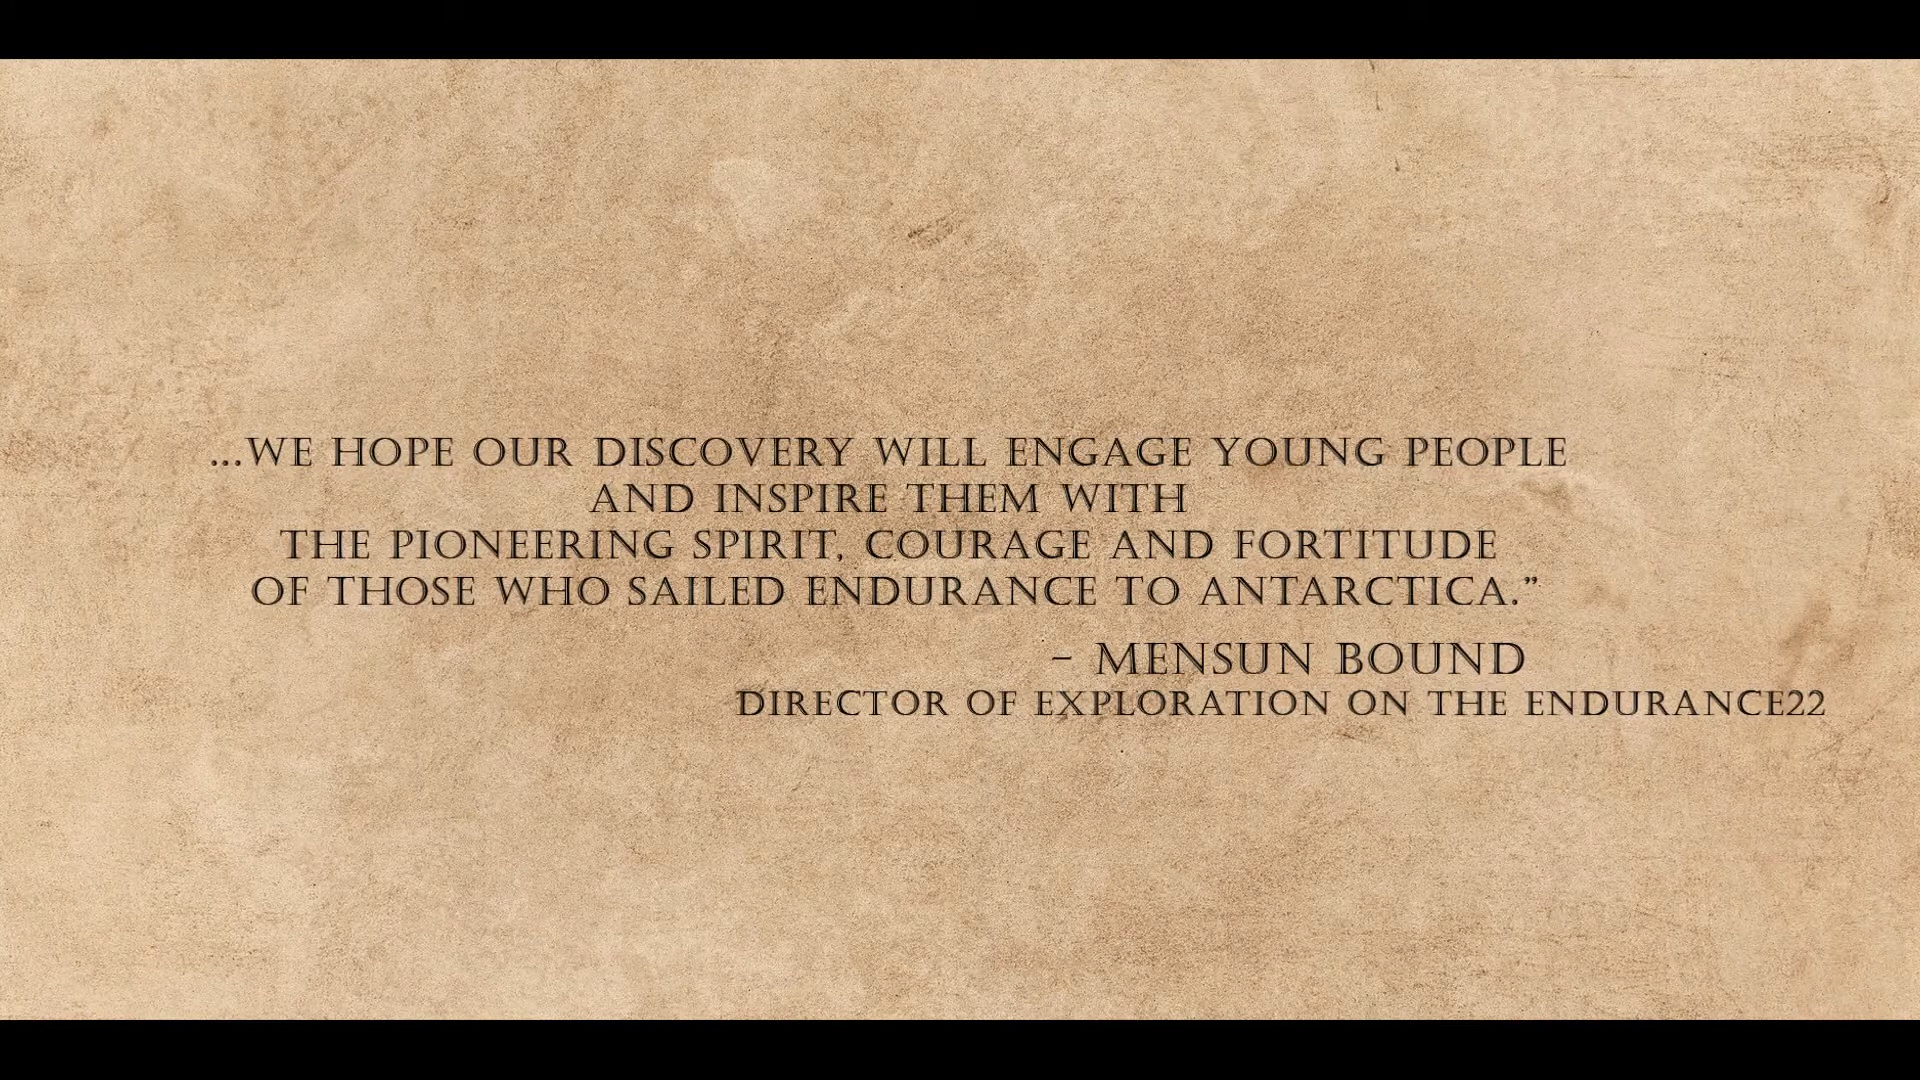 ...WE HOPE OUR DISCOVERY WILL ENGAGE YOUNG PEOPLE
AND INSPIRE THEM WITH
THE PIONEERING SPIRIT, COURAGE AND FORTITUDE
OF THOSE WHO SAILED ENDURANCE TO ANTARCTICA.”
– MENSUN BOUND
DIRECTOR OF EXPLORATION ON THE ENDURANCE22